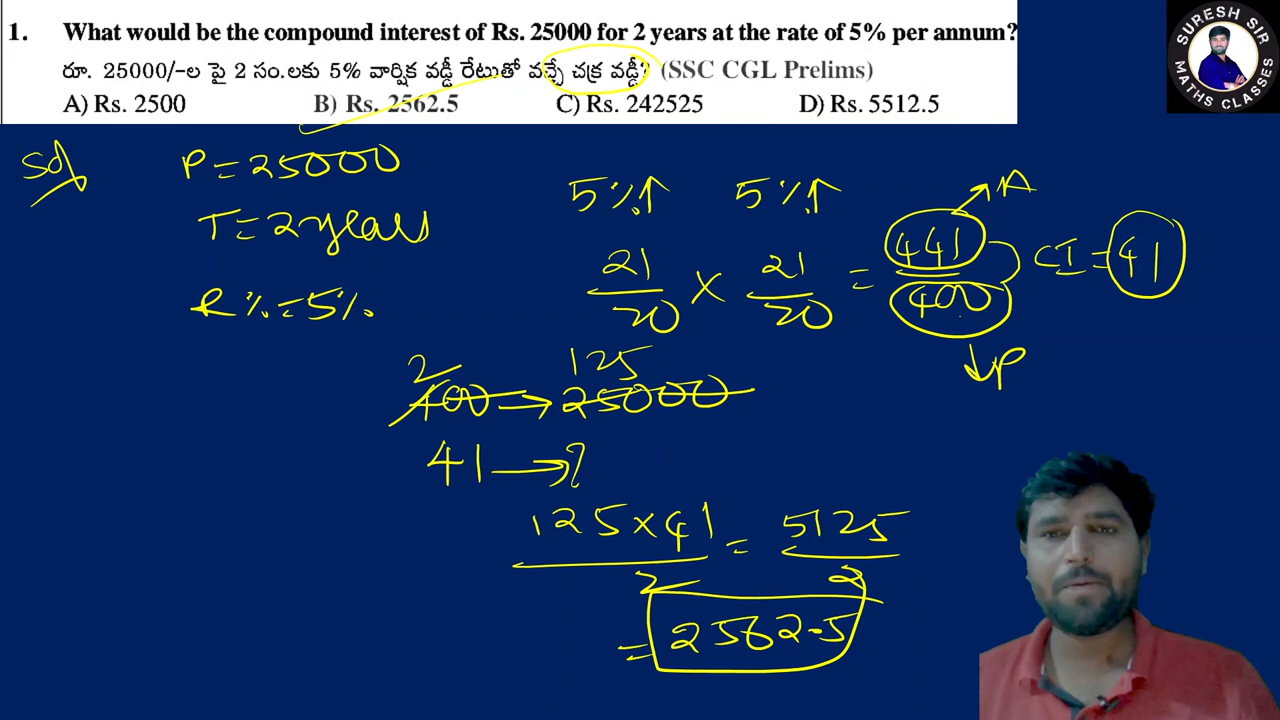 1. What would be the compound interest of Rs. 25000 for 2 years at the rate of 5% per annum?
రూ. 25000/-ల పై 2 సం.లకు 5% వార్షిక వడ్డీ రేటుతో వచ్చే చక్ర వడ్డీ? (SSC CGL Prelims)
A) Rs. 2500 B) Rs. 2562.5 C) Rs. 242525 D) Rs. 5512.5
SURESH SIR
MATHS CLASSES
Sol
P = 25000
T = 2 years
R% = 5%
5%↑ 5%↑
21/20 × 21/20 = 441/400
A
P
CI = 41
2 125
400 → 25000
41 → ?
125 × 41 / 2 = 5125 / 2
= 2562.5